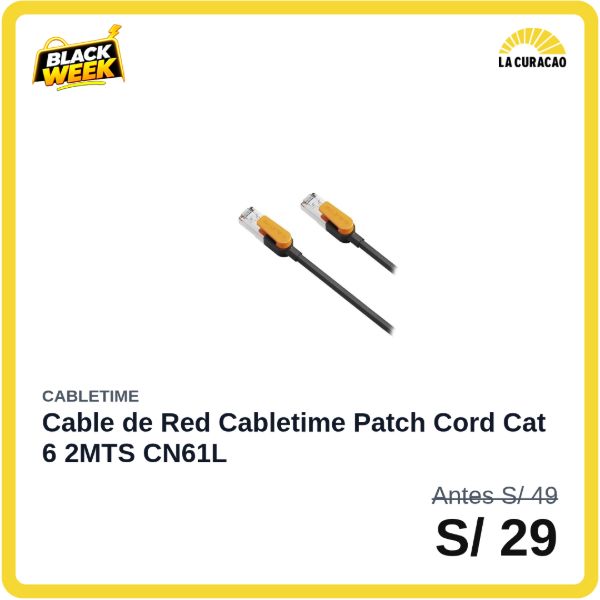 BLACK
WEEK
LA CURACAO
CABLETIME
Cable de Red Cabletime Patch Cord Cat
6 2MTS CN61L
Antes S/ 49
S/ 29